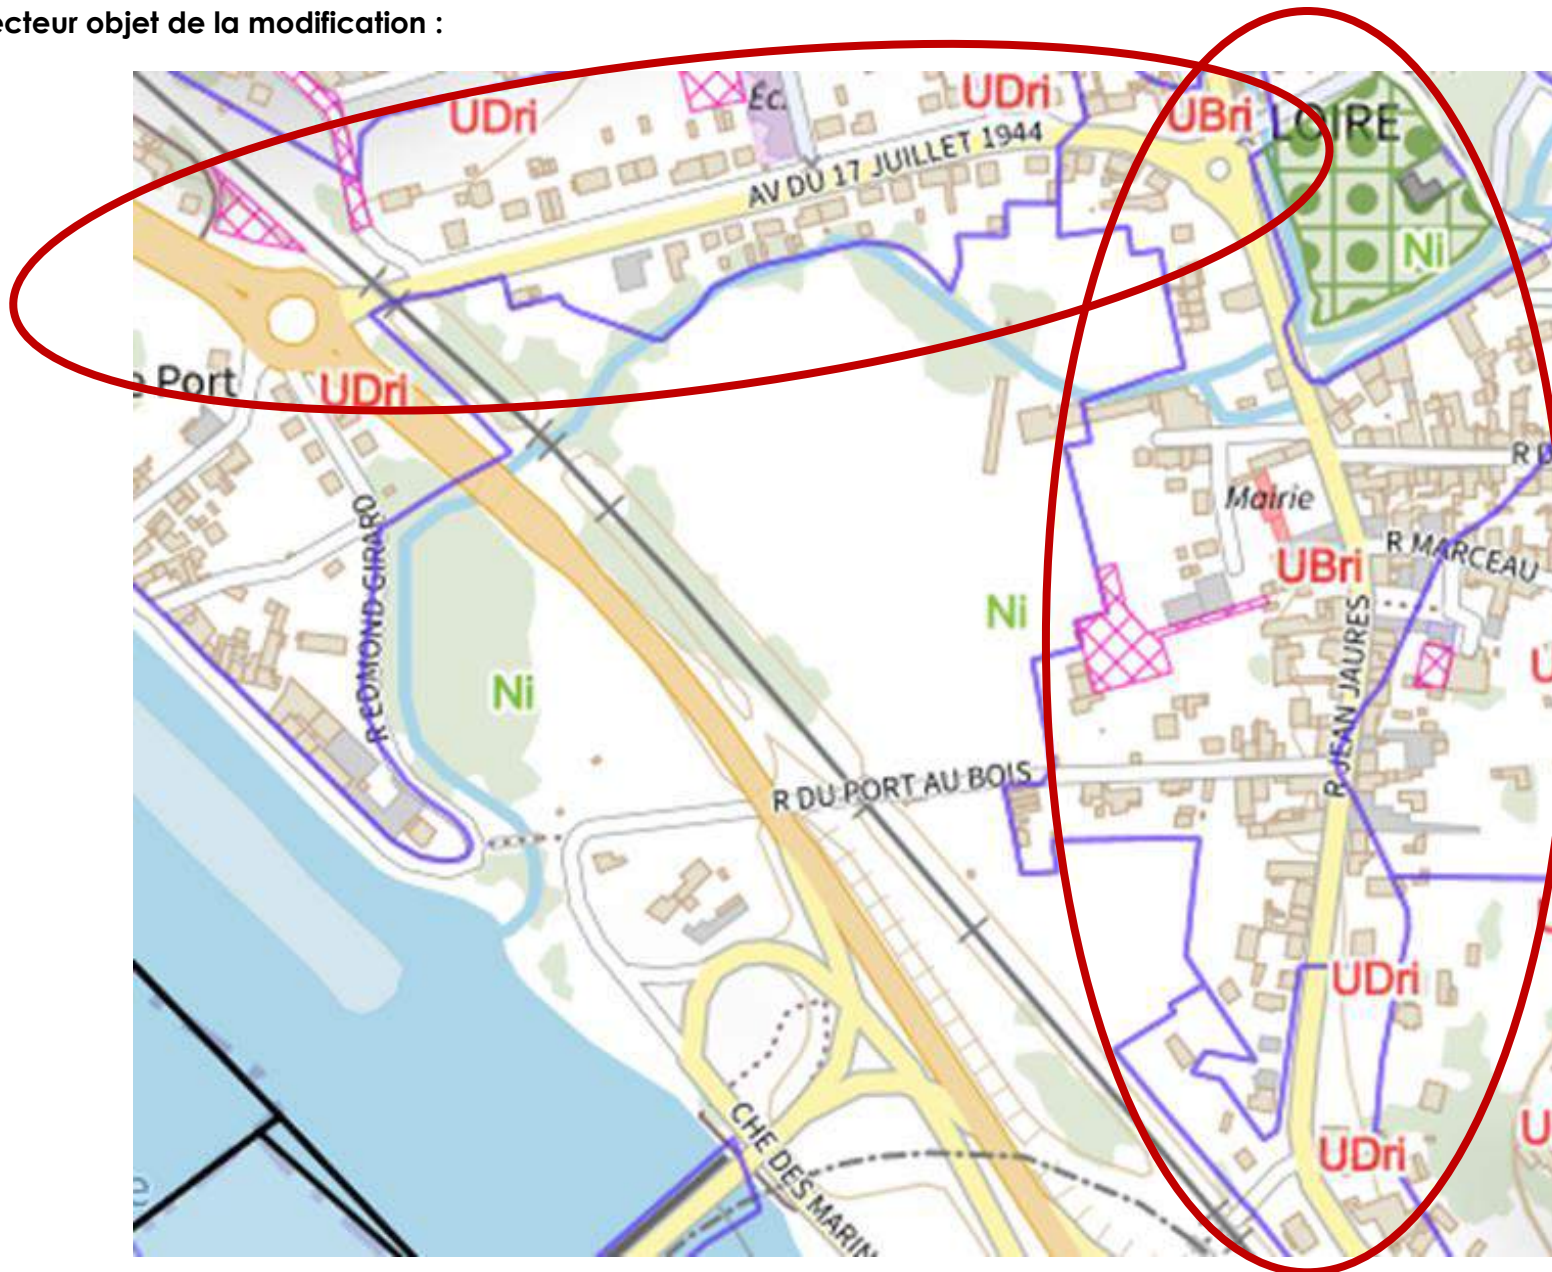 ecteur objet de la modification :
UDri
Éc.
UDri
UBri
LOIRE
AV DU 17 JUILLET 1944
Ni
Port
UDri
R D
Mairie
R MARCEAU
UBri
R EDMOND GIRARD
Ni
R JEAN JAURES
U
Ni
R DU PORT AU BOIS
UDri
CHE DES MARIN
U
UDri
e